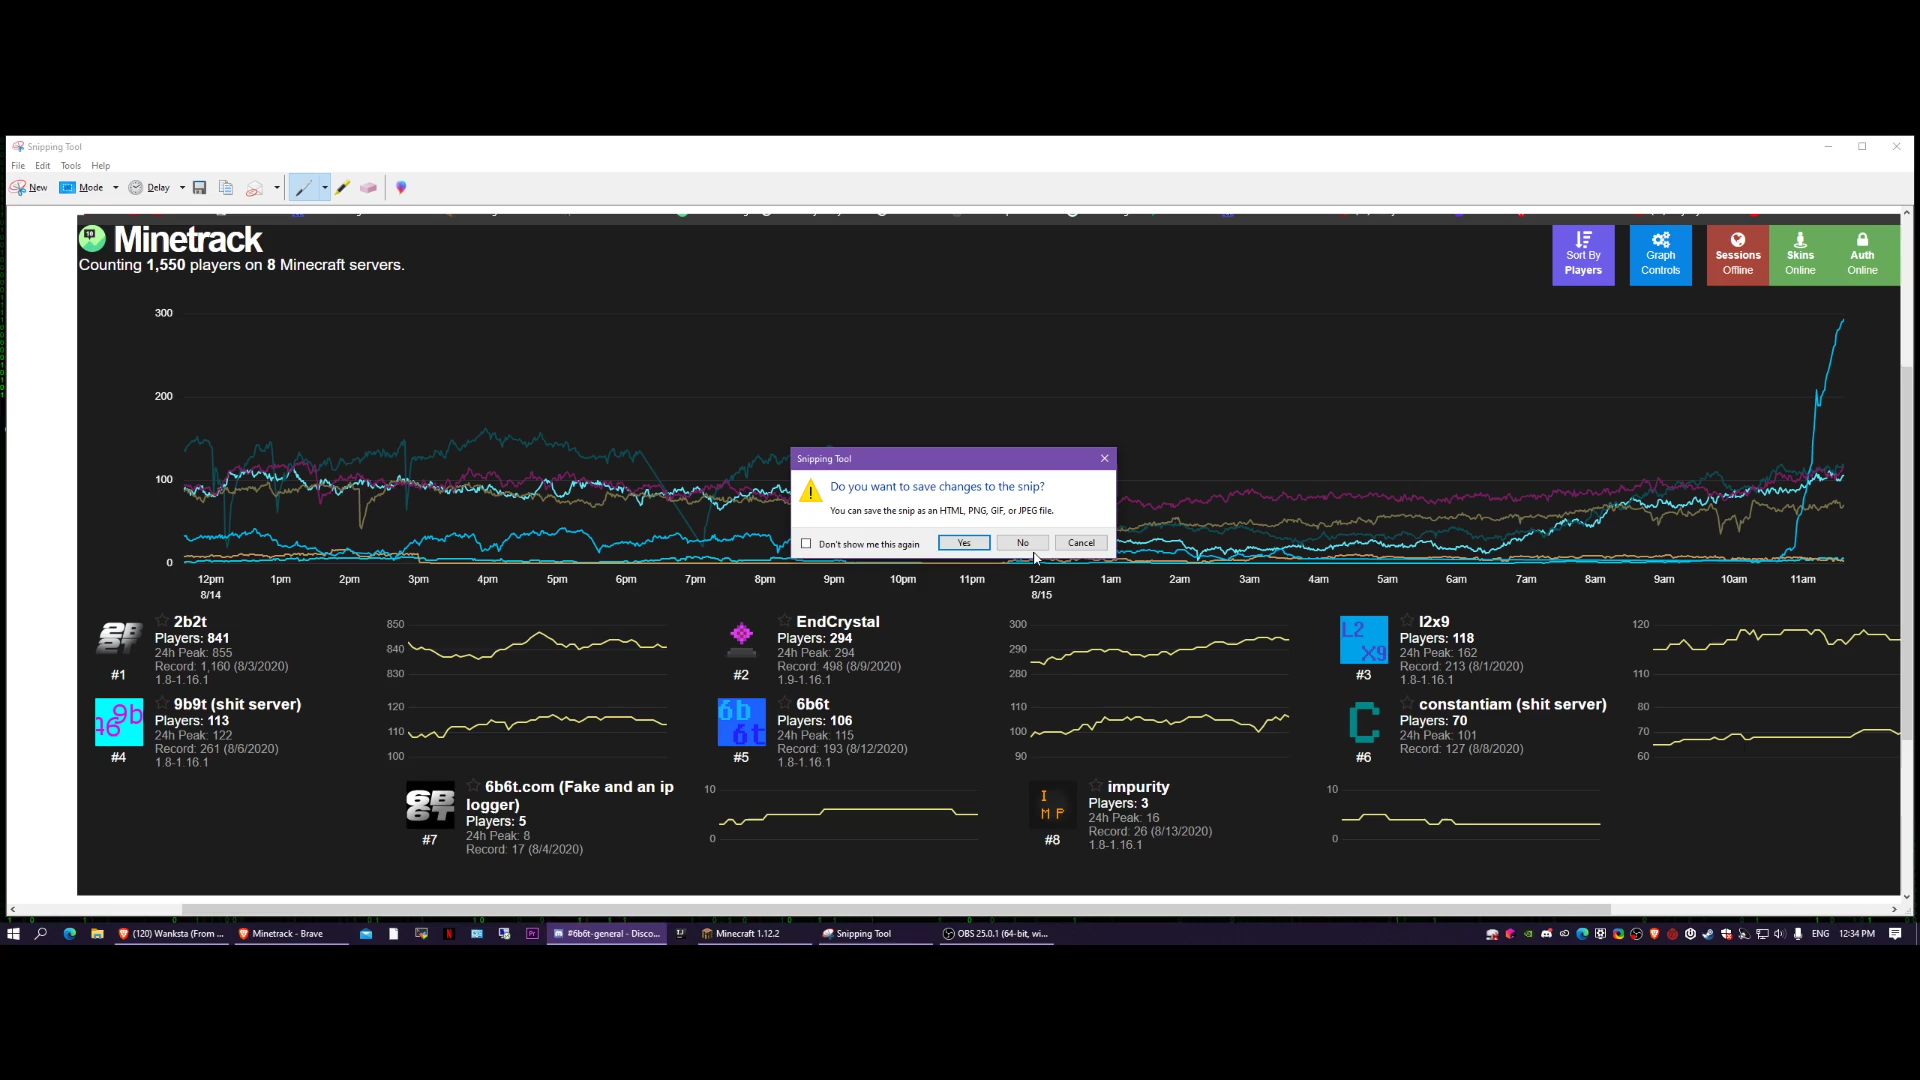 Snipping Tool
File Edit Tools Help
New Mode Delay
Minetrack
Counting 1,550 players on 8 Minecraft servers.
Sort By
Players
Graph
Controls
Sessions
Offline
Skins
Online
Auth
Online
300
200
100
0
12pm 1pm 2pm 3pm 4pm 5pm 6pm 7pm 8pm 9pm 10pm 11pm 12am 1am 2am 3am 4am 5am 6am 7am 8am 9am 10am 11am
8/14 8/15
Snipping Tool
Do you want to save changes to the snip?
You can save the snip as an HTML, PNG, GIF, or JPEG file.
Don't show me this again Yes No Cancel
2B
2T
#1
2b2t
Players: 841
24h Peak: 855
Record: 1,160 (8/3/2020)
1.8-1.16.1
850
840
830
#2
EndCrystal
Players: 294
24h Peak: 294
Record: 498 (8/9/2020)
1.9-1.16.1
300
290
280
L2
X9
#3
l2x9
Players: 118
24h Peak: 162
Record: 213 (8/1/2020)
1.8-1.16.1
120
110
#4
9b9t (shit server)
Players: 113
24h Peak: 122
Record: 261 (8/6/2020)
1.8-1.16.1
120
110
100
6b
6t
#5
6b6t
Players: 106
24h Peak: 115
Record: 193 (8/12/2020)
1.8-1.16.1
110
100
90
C
#6
constantiam (shit server)
Players: 70
24h Peak: 101
Record: 127 (8/8/2020)
80
70
60
6B
6T
#7
6b6t.com (Fake and an ip
logger)
Players: 5
24h Peak: 8
Record: 17 (8/4/2020)
10
0
I
M P
#8
impurity
Players: 3
24h Peak: 16
Record: 26 (8/13/2020)
1.8-1.16.1
10
0
(120) Wanksta (From ... Minetrack - Brave #6b6t-general - Disco... Minecraft 1.12.2 Snipping Tool OBS 25.0.1 (64-bit, wi... ENG 12:34 PM